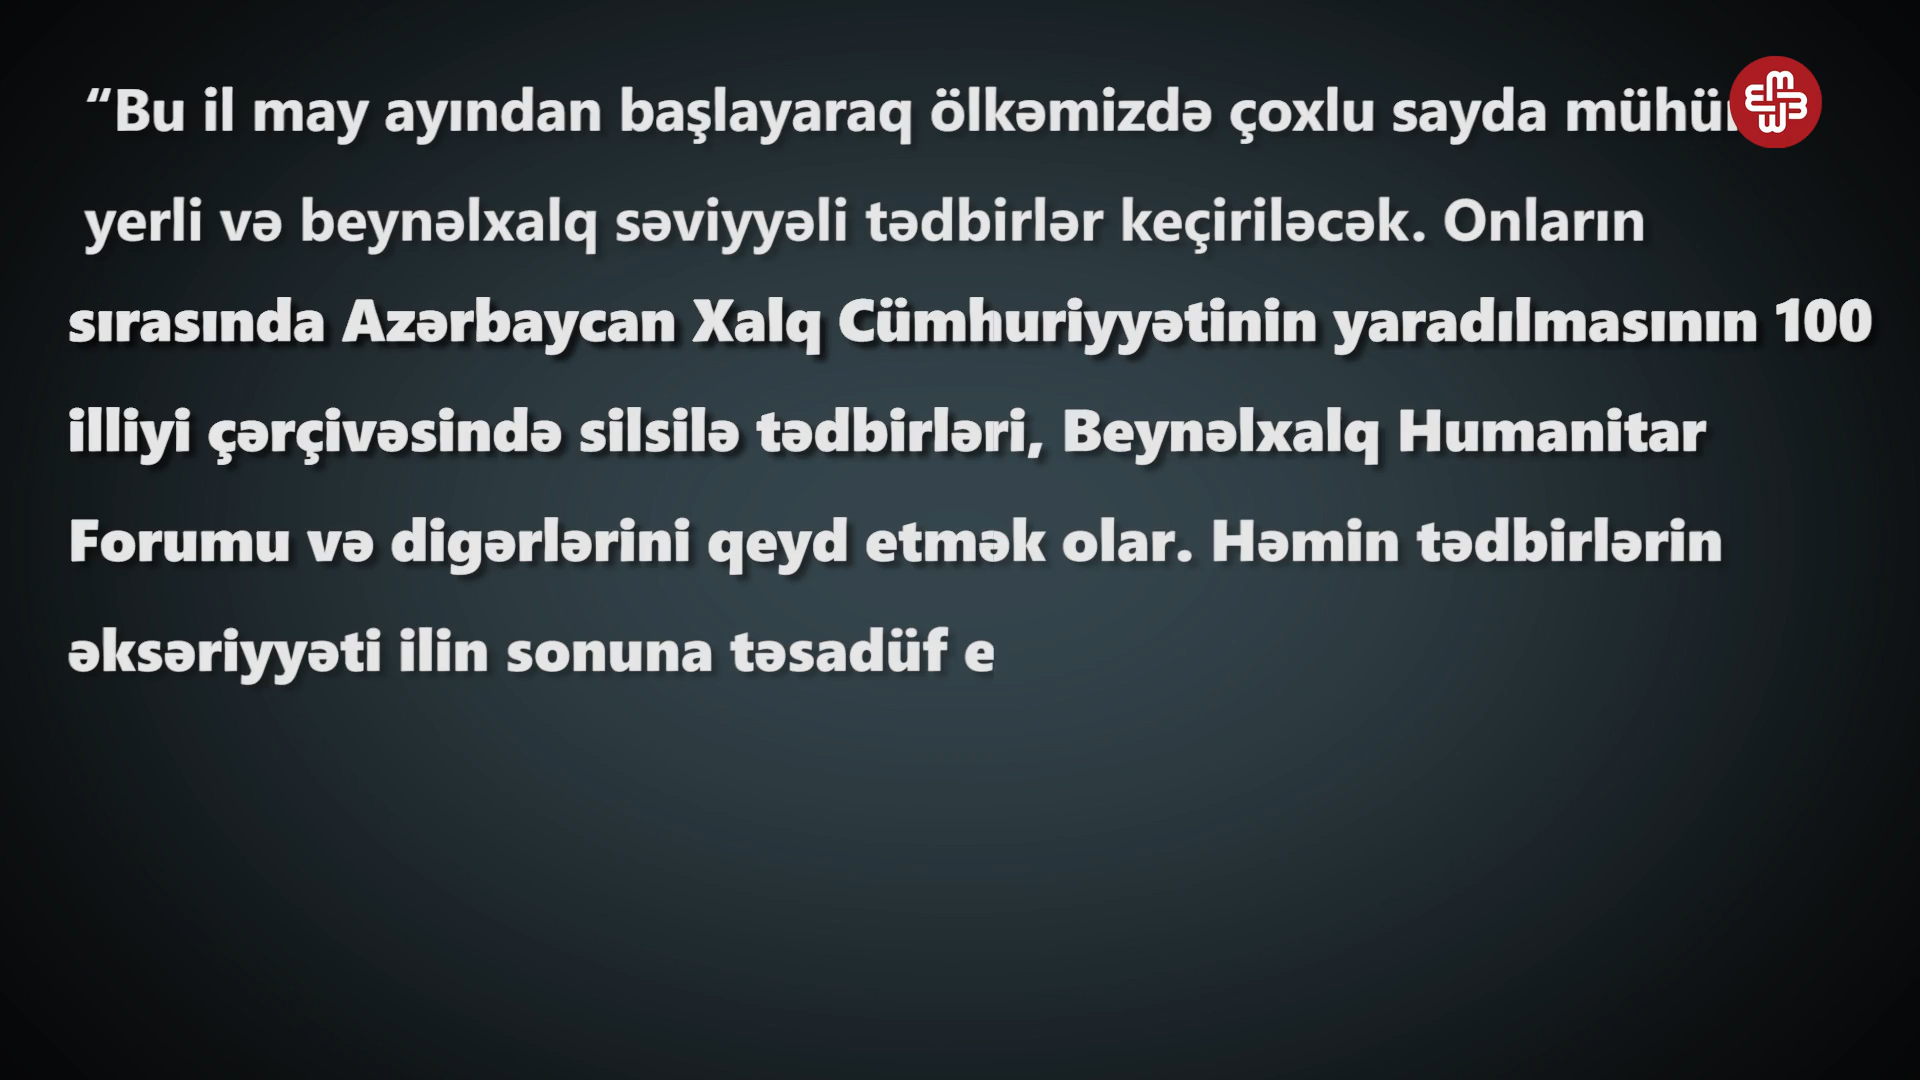 “Bu il may ayından başlayaraq ölkəmizdə çoxlu sayda
yerli və beynəlxalq səviyyəli tədbirlər keçiriləcək. Onların
sırasında Azərbaycan Xalq Cümhuriyyətinin yaradılmasının 100
illiyi çərçivəsində silsilə tədbirləri, Beynəlxalq Humanitar
Forumu və digərlərini qeyd etmək olar. Həmin tədbirlərin
əksəriyyəti ilin sonuna təsadüf e